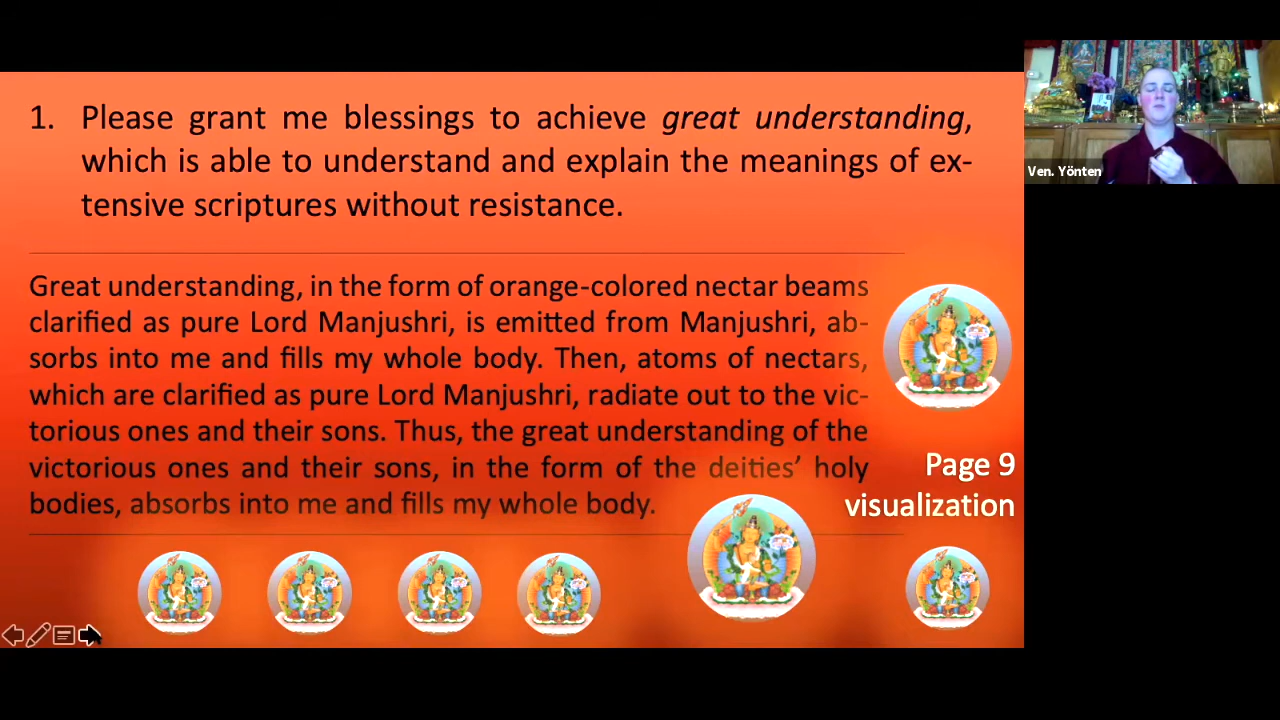 1. Please grant me blessings to achieve great understanding,
which is able to understand and explain the meanings of ex-
tensive scriptures without resistance.
Great understanding, in the form of orange-colored nectar beams
clarified as pure Lord Manjushri, is emitted from Manjushri, ab-
sorbs into me and fills my whole body. Then, atoms of nectars,
which are clarified as pure Lord Manjushri, radiate out to the vic-
torious ones and their sons. Thus, the great understanding of the
victorious ones and their sons, in the form of the deities’ holy
bodies, absorbs into me and fills my whole body.
Page 9
visualization
Ven. Yönten